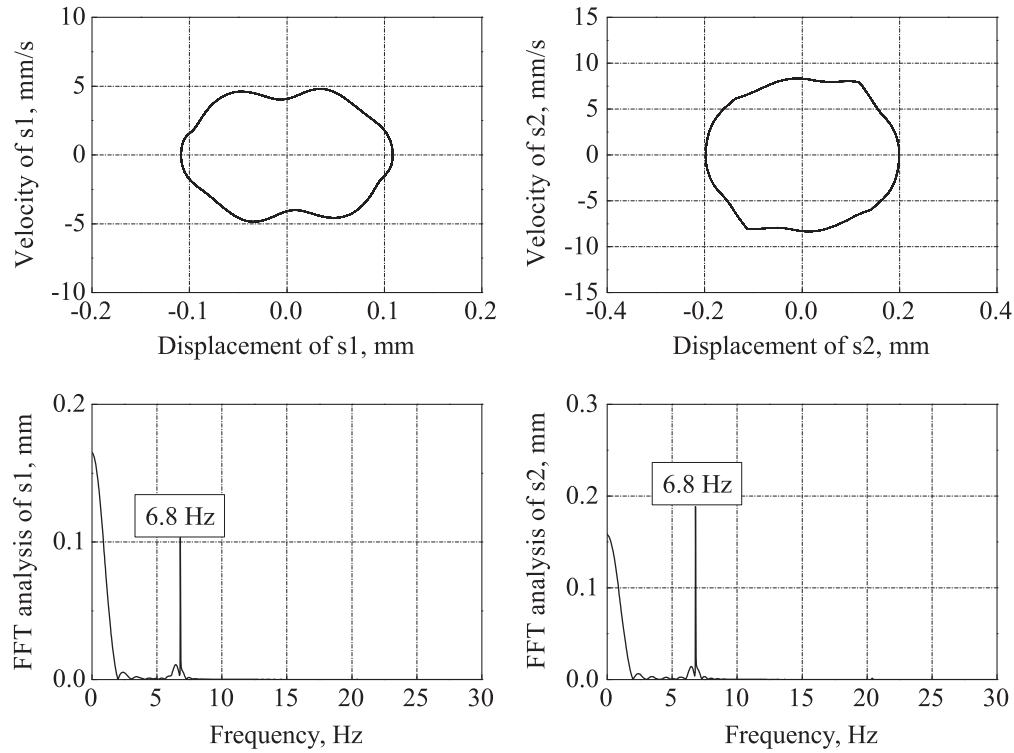 10
5
0
-5
-10
-0.2 -0.1 0.0 0.1 0.2
Velocity of s1, mm/s
Displacement of s1, mm
15
10
5
0
-5
-10
-15
-0.4 -0.2 0.0 0.2 0.4
Velocity of s2, mm/s
Displacement of s2, mm
0.2
0.1
0.0
0 5 10 15 20 25 30
6.8 Hz
FFT analysis of s1, mm
Frequency, Hz
0.3
0.2
0.1
0.0
0 5 10 15 20 25 30
6.8 Hz
FFT analysis of s2, mm
Frequency, Hz